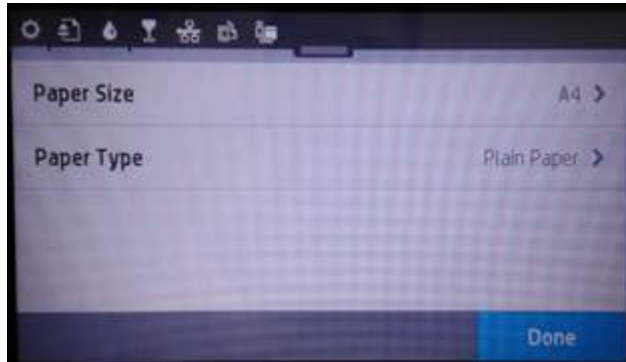 Paper Size
A4 >
Paper Type
Plain Paper >
Done